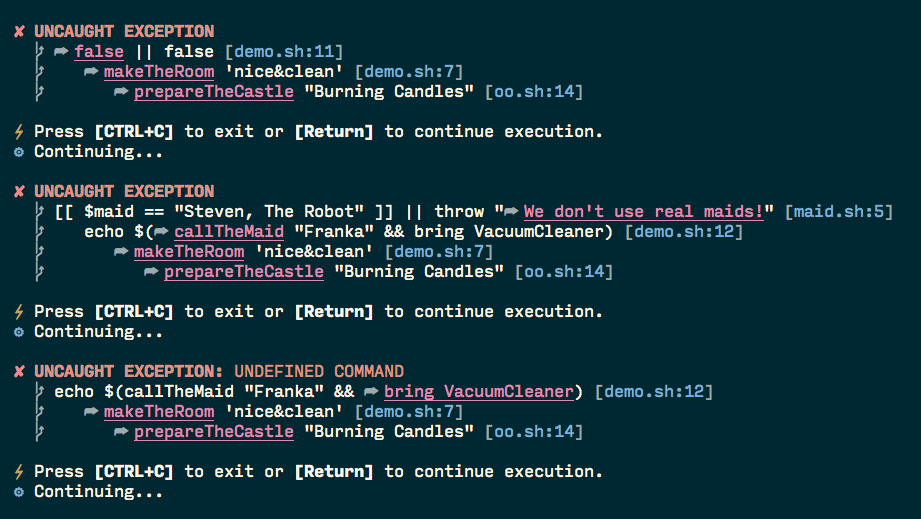 ✘ UNCAUGHT EXCEPTION
➦ false || false [demo.sh:11]
➦ makeTheRoom 'nice&clean' [demo.sh:7]
➦ prepareTheCastle "Burning Candles" [oo.sh:14]
⚡ Press [CTRL+C] to exit or [Return] to continue execution.
⚙ Continuing...
✘ UNCAUGHT EXCEPTION
[[ $maid == "Steven, The Robot" ]] || throw "➦ We don't use real maids!" [maid.sh:5]
echo $(➦ callTheMaid "Franka" && bring VacuumCleaner) [demo.sh:12]
➦ makeTheRoom 'nice&clean' [demo.sh:7]
➦ prepareTheCastle "Burning Candles" [oo.sh:14]
⚡ Press [CTRL+C] to exit or [Return] to continue execution.
⚙ Continuing...
✘ UNCAUGHT EXCEPTION: UNDEFINED COMMAND
echo $(callTheMaid "Franka" && ➦ bring VacuumCleaner) [demo.sh:12]
➦ makeTheRoom 'nice&clean' [demo.sh:7]
➦ prepareTheCastle "Burning Candles" [oo.sh:14]
⚡ Press [CTRL+C] to exit or [Return] to continue execution.
⚙ Continuing...